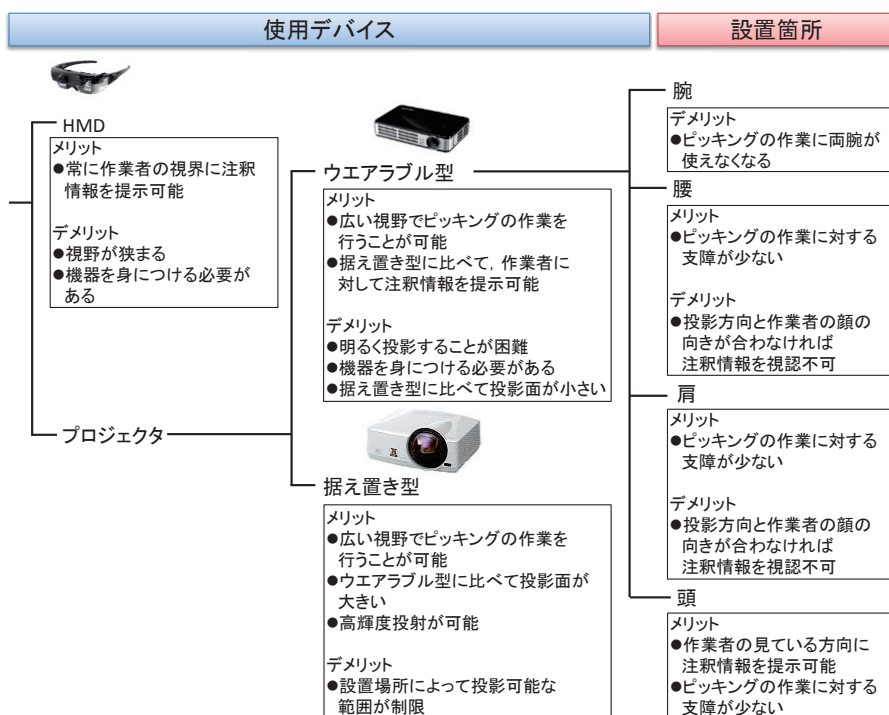 使用デバイス
設置箇所
HMD
メリット
●常に作業者の視界に注釈
情報を提示可能
デメリット
●視野が狭まる
●機器を身につける必要が
ある
プロジェクタ
ウエアラブル型
メリット
●広い視野でピッキングの作業を
行うことが可能
●据え置き型に比べて，作業者に
対して注釈情報を提示可能
デメリット
●明るく投影することが困難
●機器を身につける必要がある
●据え置き型に比べて投影面が小さい
据え置き型
メリット
●広い視野でピッキングの作業を
行うことが可能
●ウエアラブル型に比べて投影面が
大きい
●高輝度投射が可能
デメリット
●設置場所によって投影可能な
範囲が制限
腕
デメリット
●ピッキングの作業に両腕が
使えなくなる
腰
メリット
●ピッキングの作業に対する
支障が少ない
デメリット
●投影方向と作業者の顔の
向きが合わなければ
注釈情報を視認不可
肩
メリット
●ピッキングの作業に対する
支障が少ない
デメリット
●投影方向と作業者の顔の
向きが合わなければ
注釈情報を視認不可
頭
メリット
●作業者の見ている方向に
注釈情報を提示可能
●ピッキングの作業に対する
支障が少ない